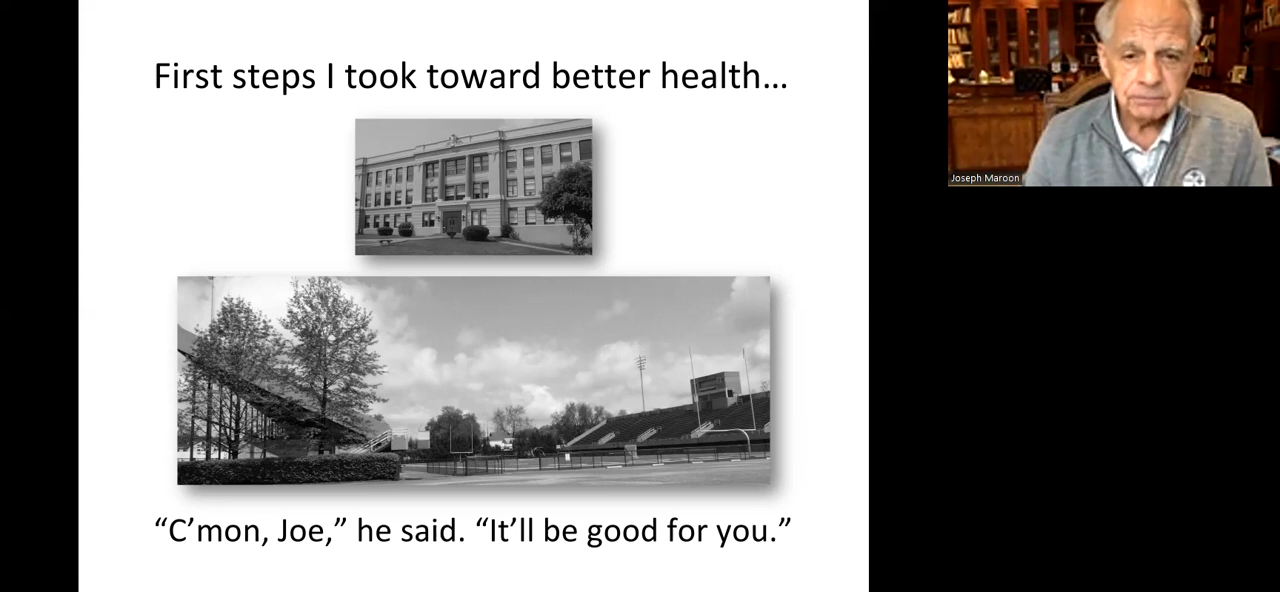 First steps I took toward better health...
Joseph Maroon
“C’mon, Joe,” he said. “It’ll be good for you.”